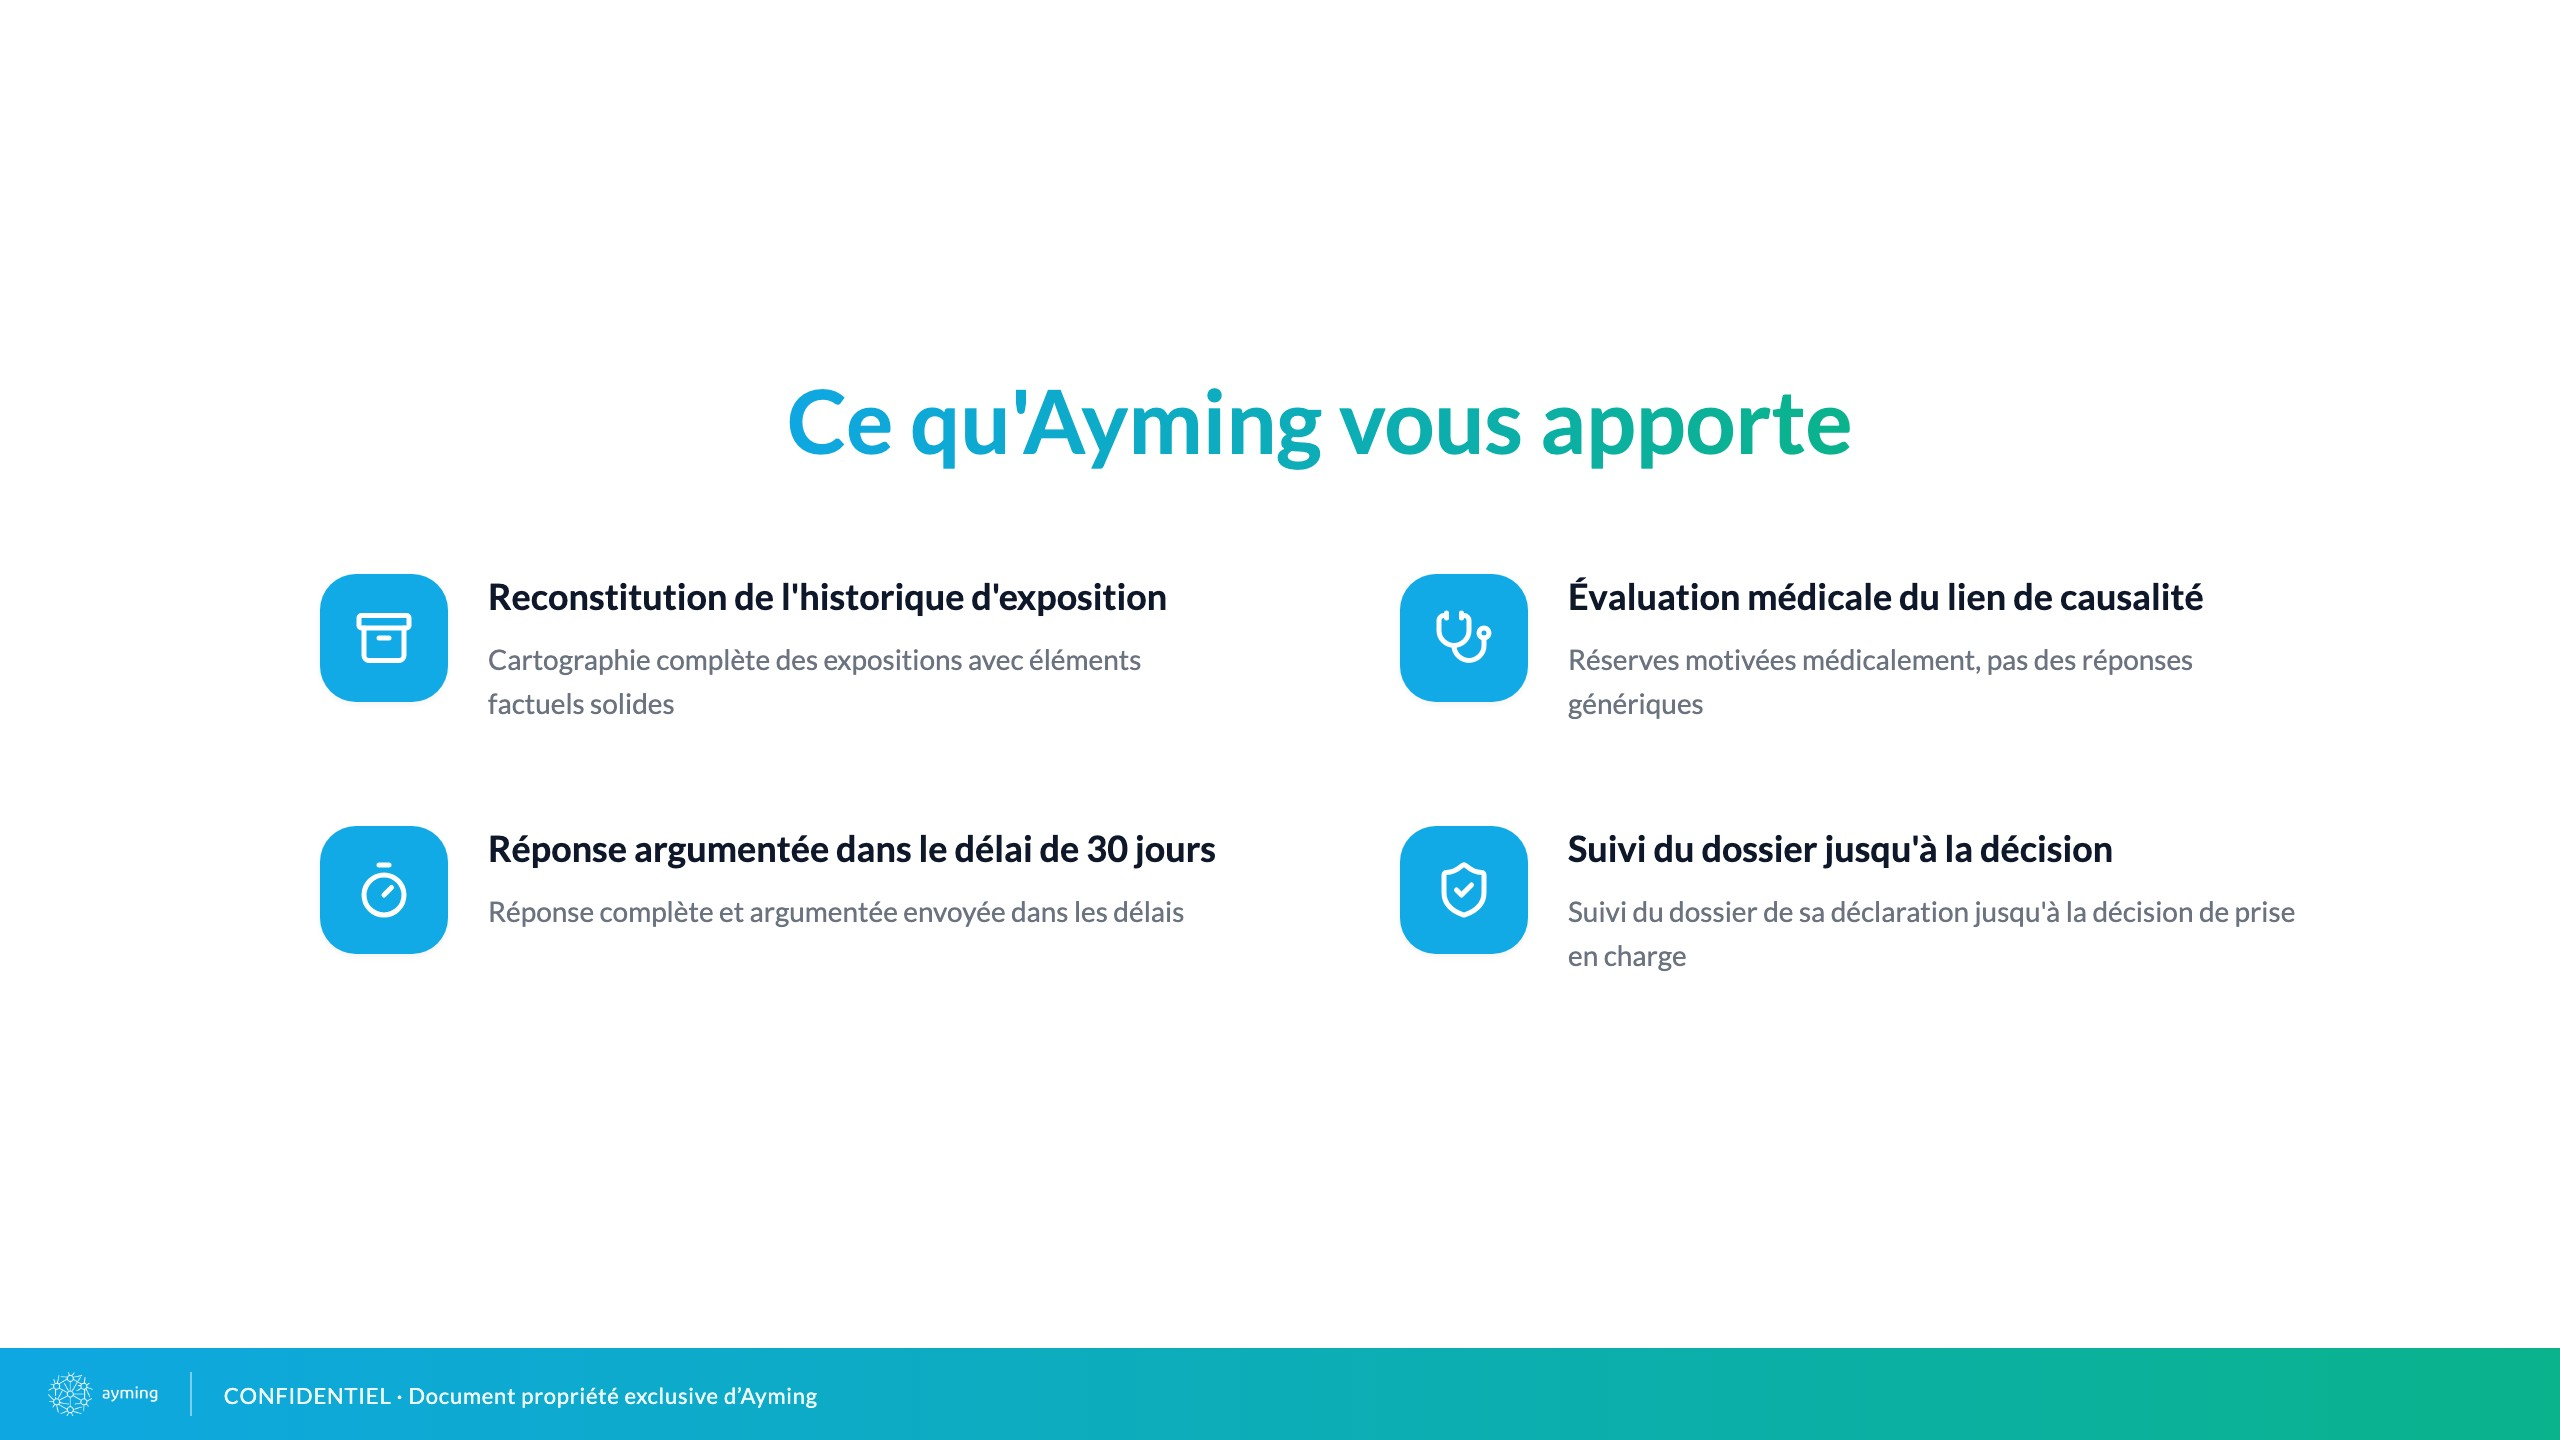 Ce qu'Ayming vous apporte
Reconstitution de l'historique d'exposition
Cartographie complète des expositions avec éléments
factuels solides
Évaluation médicale du lien de causalité
Réserves motivées médicalement, pas des réponses
génériques
Réponse argumentée dans le délai de 30 jours
Réponse complète et argumentée envoyée dans les délais
Suivi du dossier jusqu'à la décision
Suivi du dossier de sa déclaration jusqu'à la décision de prise
en charge
ayming
CONFIDENTIEL · Document propriété exclusive d’Ayming